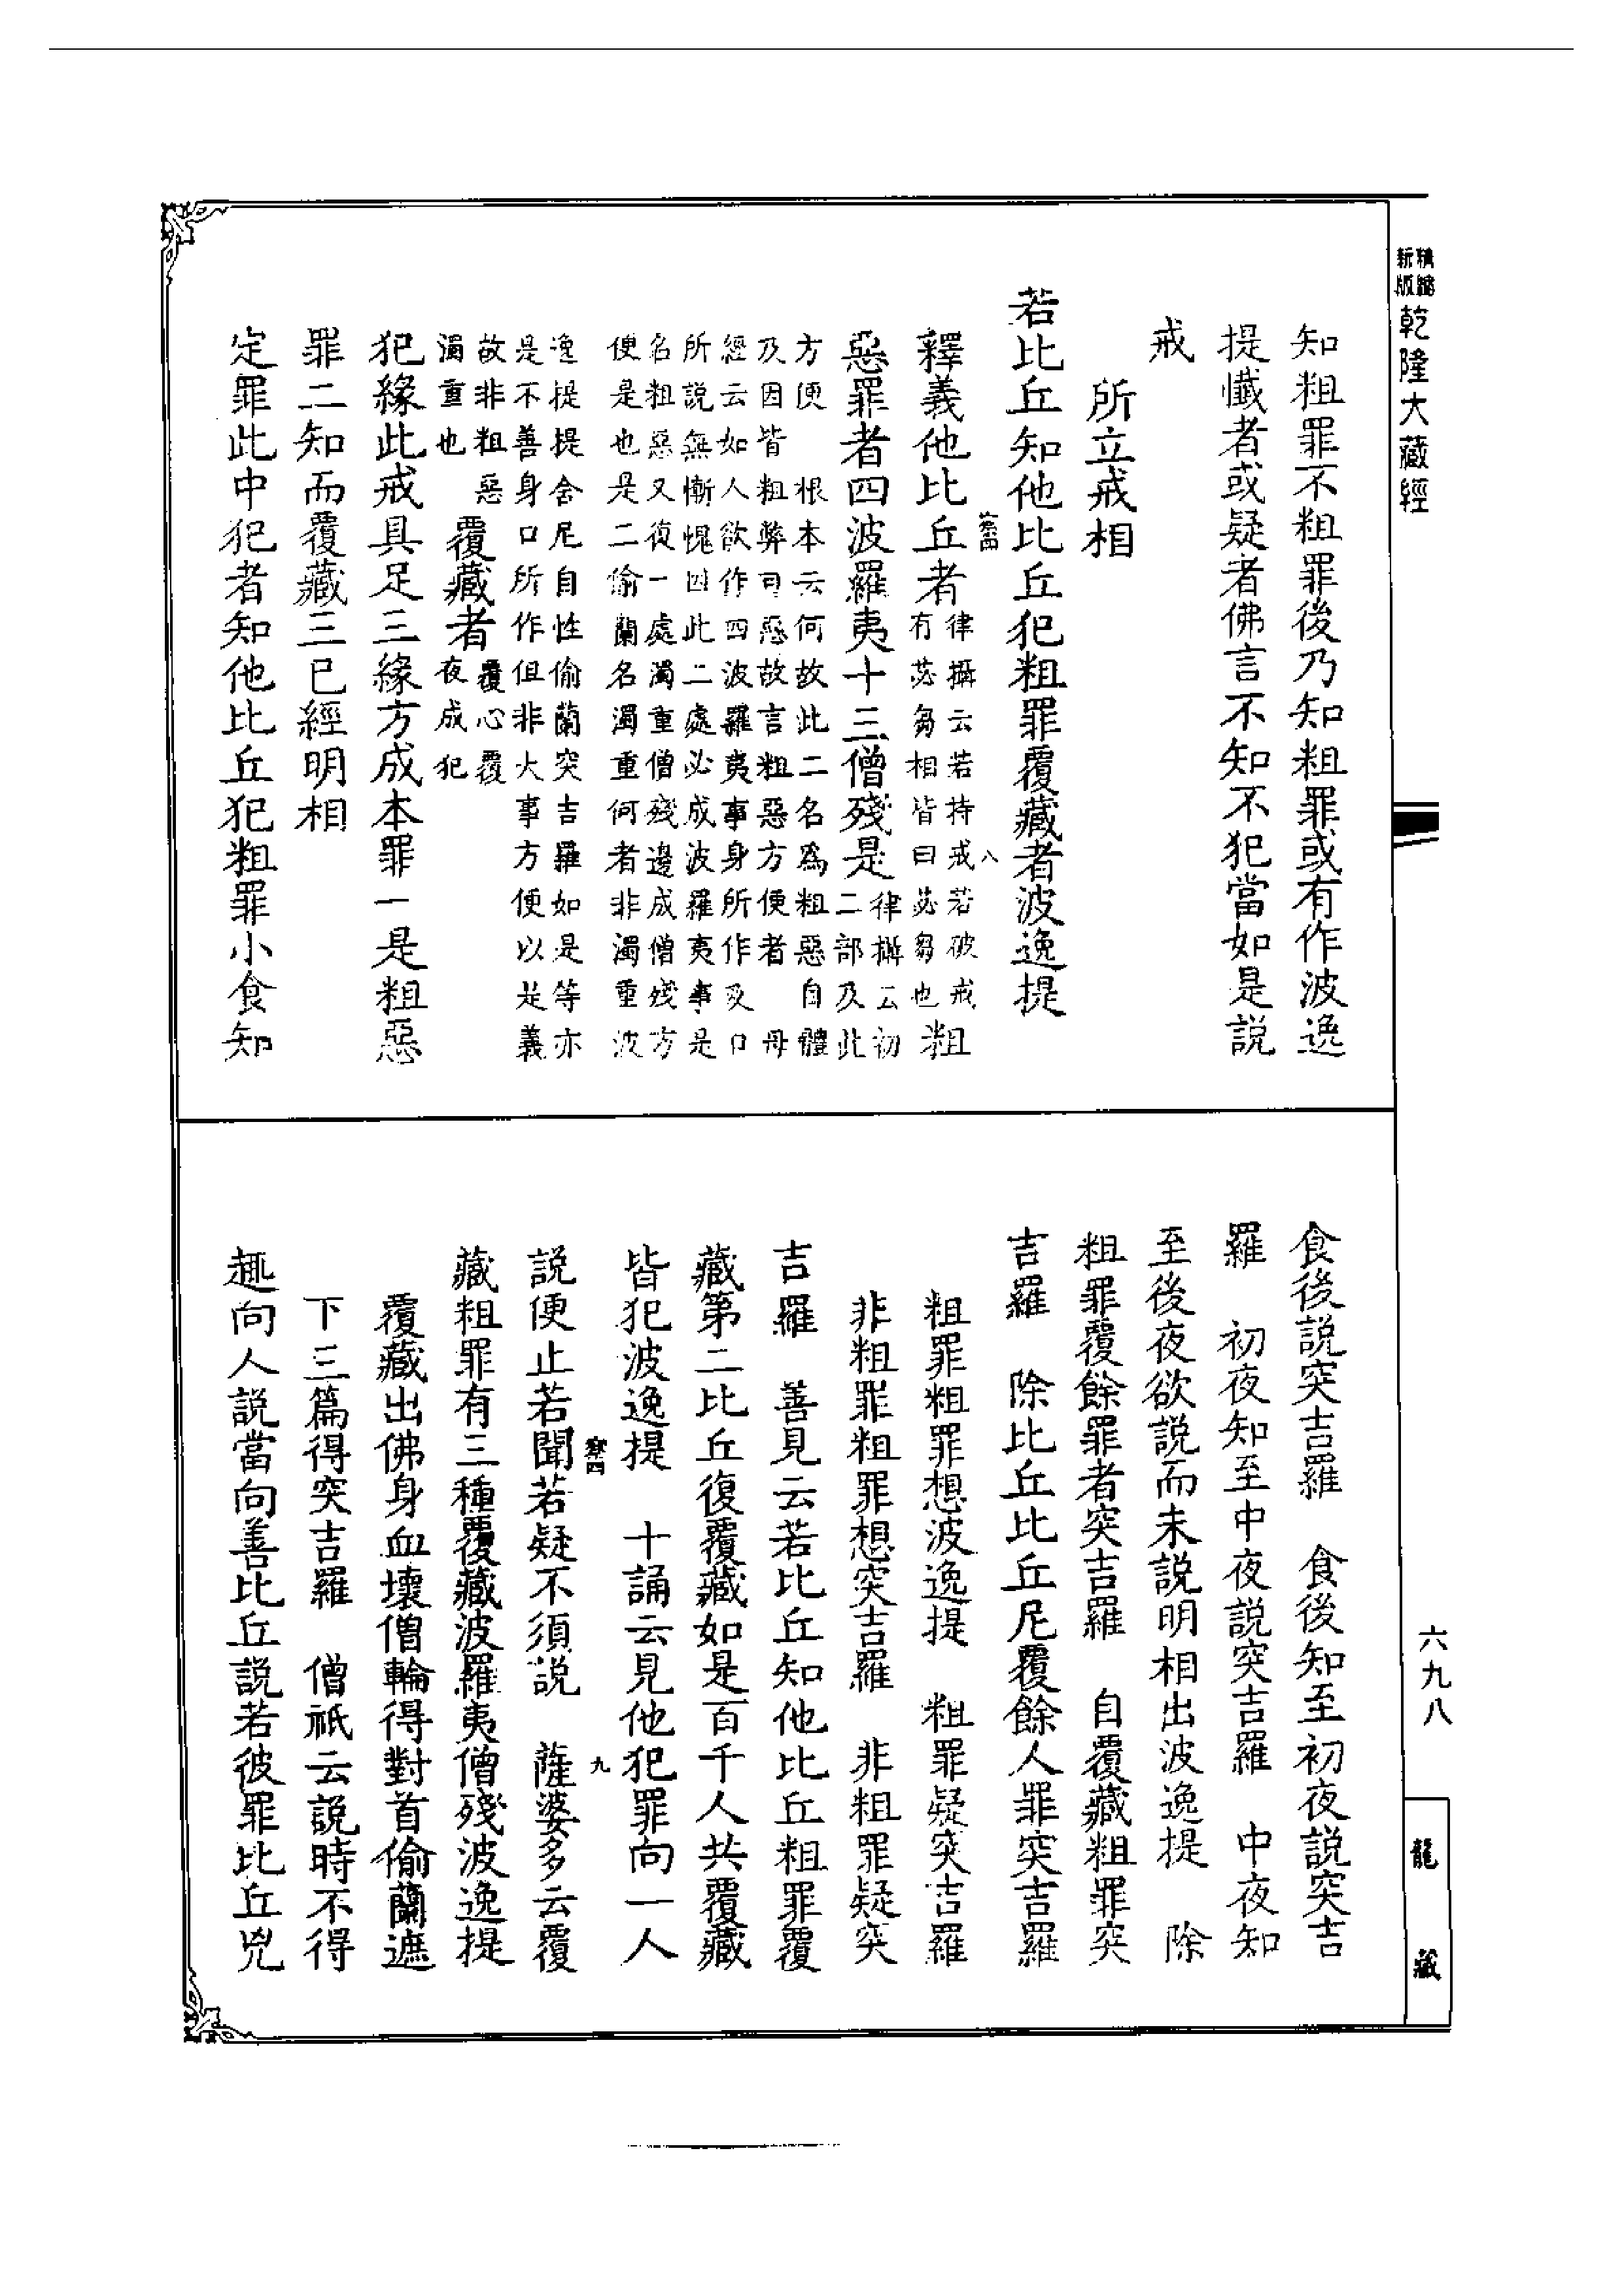 精縮
新版
乾隆大藏經
知粗罪不粗罪後乃知粗罪或有作波逸
提懺者或疑者佛言不知不犯當如是說
戒
所立戒相
若比丘知他比丘犯粗罪覆藏者波逸提
八
釋義他比丘者律攝云若持戒若破戒
有苾芻相皆曰苾芻也粗
惡罪者四波羅夷十三僧殘是律攝云初
二部及此
方便　根本云何故此二名為粗惡自體
及因皆粗弊可惡故言粗惡方便者　母
經云如人欲作四波羅夷事身所作及口
所說無慚愧因此二處必成波羅夷事是
名粗惡又復一處濁重僧殘邊成僧殘方
便是也是二偷蘭名濁重何者非濁重波
逸提提舍尼自性偷蘭突吉羅如是等亦
是不善身口所作但非大事方便以是義
故非粗惡
濁重也
覆藏者覆心覆
夜成犯
犯緣此戒具足三緣方成本罪一是粗惡
罪二知而覆藏三已經明相
定罪此中犯者知他比丘犯粗罪小食知
食後說突吉羅　食後知至初夜說突吉
羅　初夜知至中夜說突吉羅　中夜知
至後夜欲說而未說明相出波逸提　除
粗罪覆餘罪者突吉羅　自覆藏粗罪突
吉羅　除比丘比丘尼覆餘人罪突吉羅
粗罪粗罪想波逸提　粗罪疑突吉羅
非粗罪粗罪想突吉羅　非粗罪疑突
吉羅　善見云若比丘知他比丘粗罪覆
藏第二比丘復覆藏如是百千人共覆藏
皆犯波逸提　十誦云見他犯罪向一人
九
說便止若聞若疑不須說　薩婆多云覆
藏粗罪有三種覆藏波羅夷僧殘波逸提
覆藏出佛身血壞僧輪得對首偷蘭遮
下三篇得突吉羅　僧祇云說時不得
趣向人說當向善比丘說若彼罪比丘兇
六九八
龍
藏